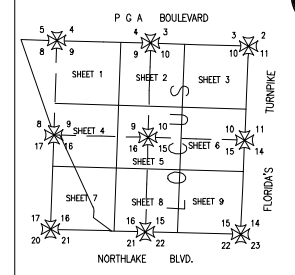 PGA BOULEVARD
5 4
8 9
4 3
9 10
3 2
10 11
SHEET 1
SHEET 2
SHEET 3
TURNPIKE
8 9
17 16
SHEET 4
9 10
16 15
SHEET 5
SHEET 6
10 11
15 14
LOCUS
SHEET 7
SHEET 8
SHEET 9
FLORIDA'S
17 16
20 21
16 15
21 22
15 14
22 23
NORTHLAKE BLVD.